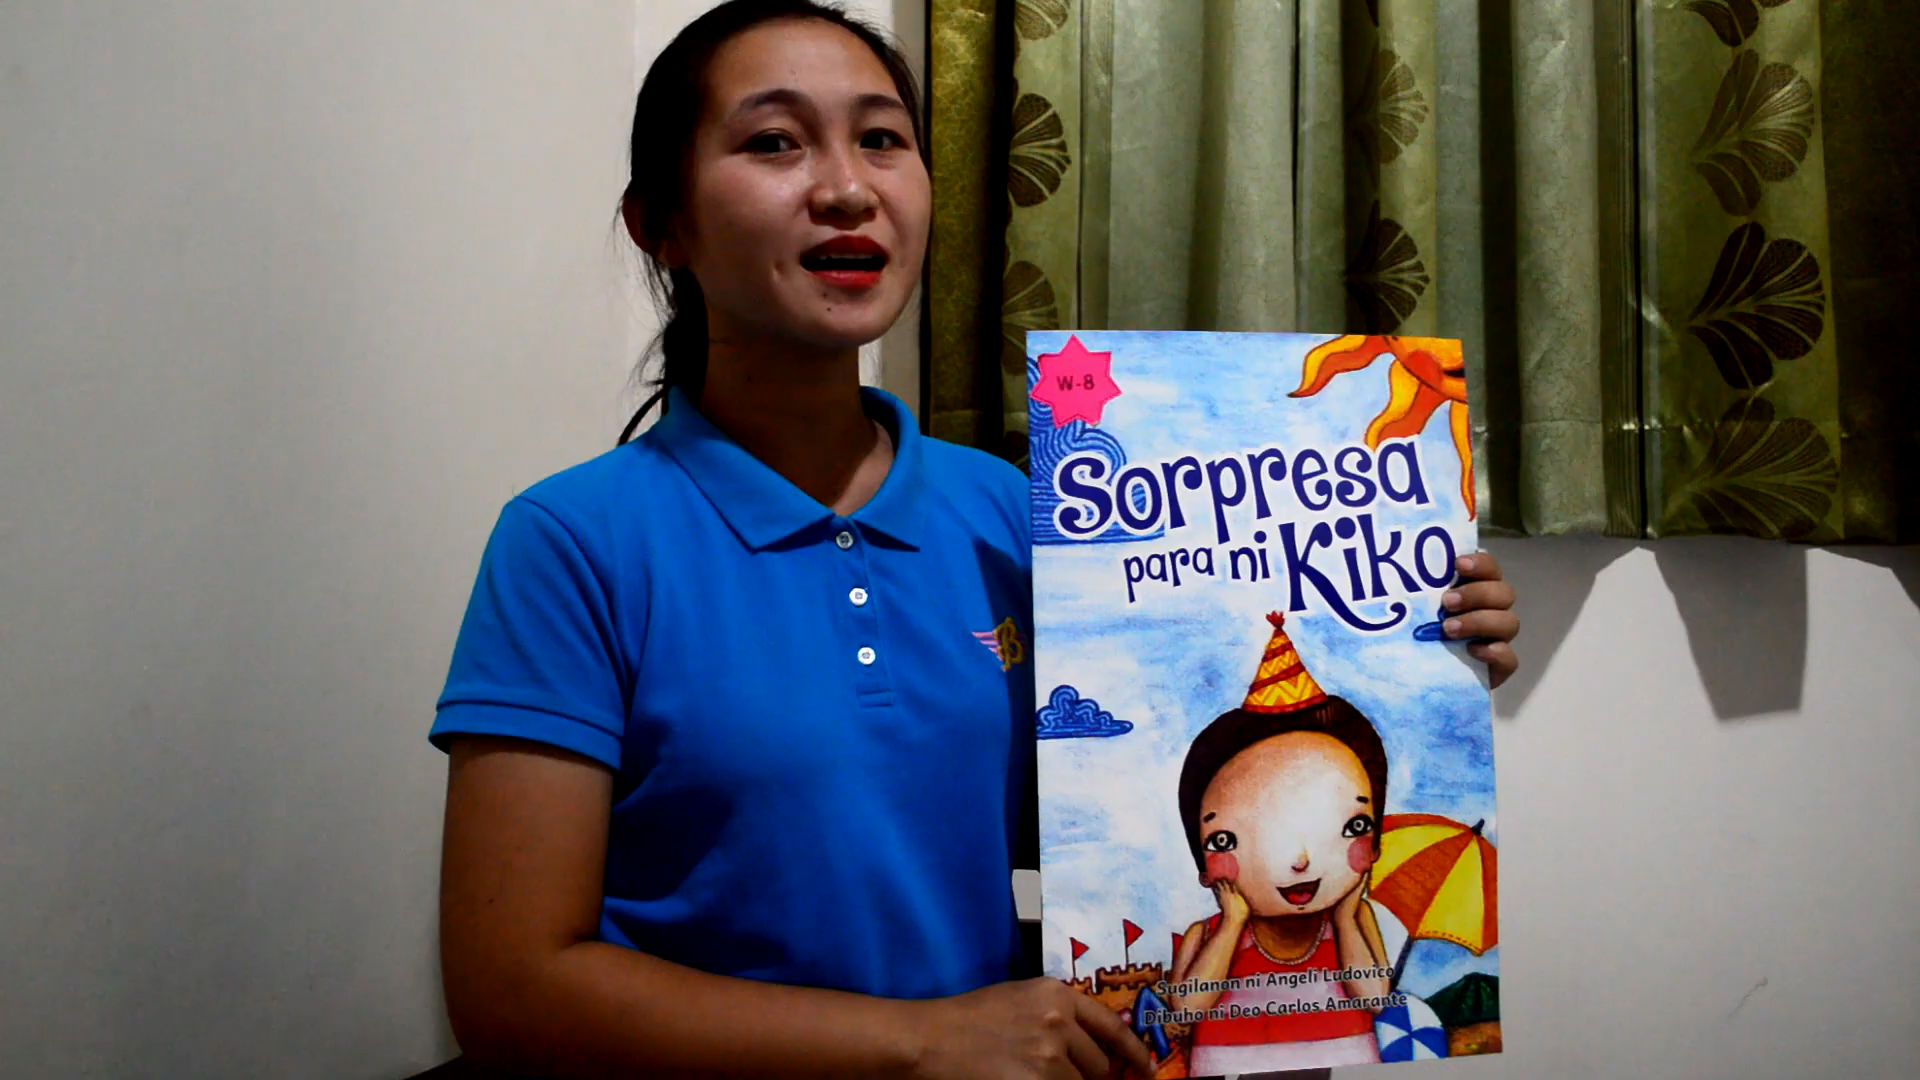 W-8
Sorpresa
para ni Kiko
Sugilanon ni Angeli Ludovico
Dibuho ni Deo Carlos Amarante
B